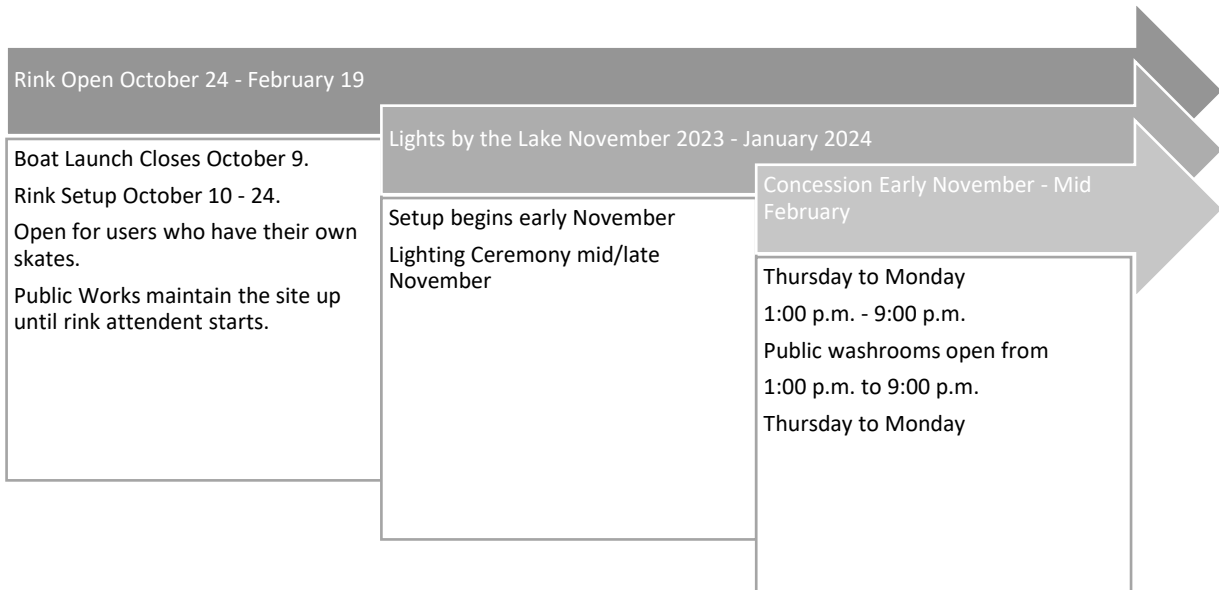 Rink Open October 24 - February 19
Boat Launch Closes October 9.
Rink Setup October 10 - 24.
Open for users who have their own
skates.
Public Works maintain the site up
until rink attendent starts.
Lights by the Lake November 2023 - January 2024
Setup begins early November
Lighting Ceremony mid/late
November
Concession Early November - Mid
February
Thursday to Monday
1:00 p.m. - 9:00 p.m.
Public washrooms open from
1:00 p.m. to 9:00 p.m.
Thursday to Monday